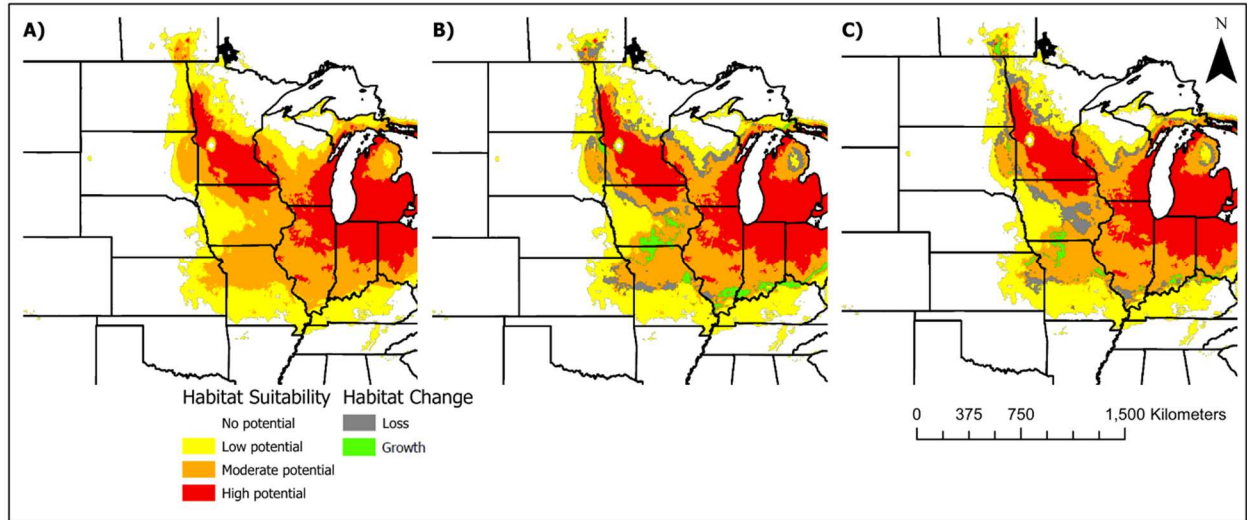 A)
B)
C)
N
Habitat Suitability
No potential
Low potential
Moderate potential
High potential
Habitat Change
Loss
Growth
0 375 750 1,500 Kilometers